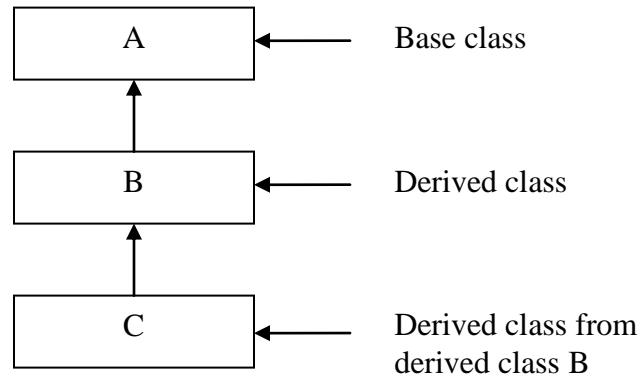 A
Base class
B
Derived class
C
Derived class from
derived class B